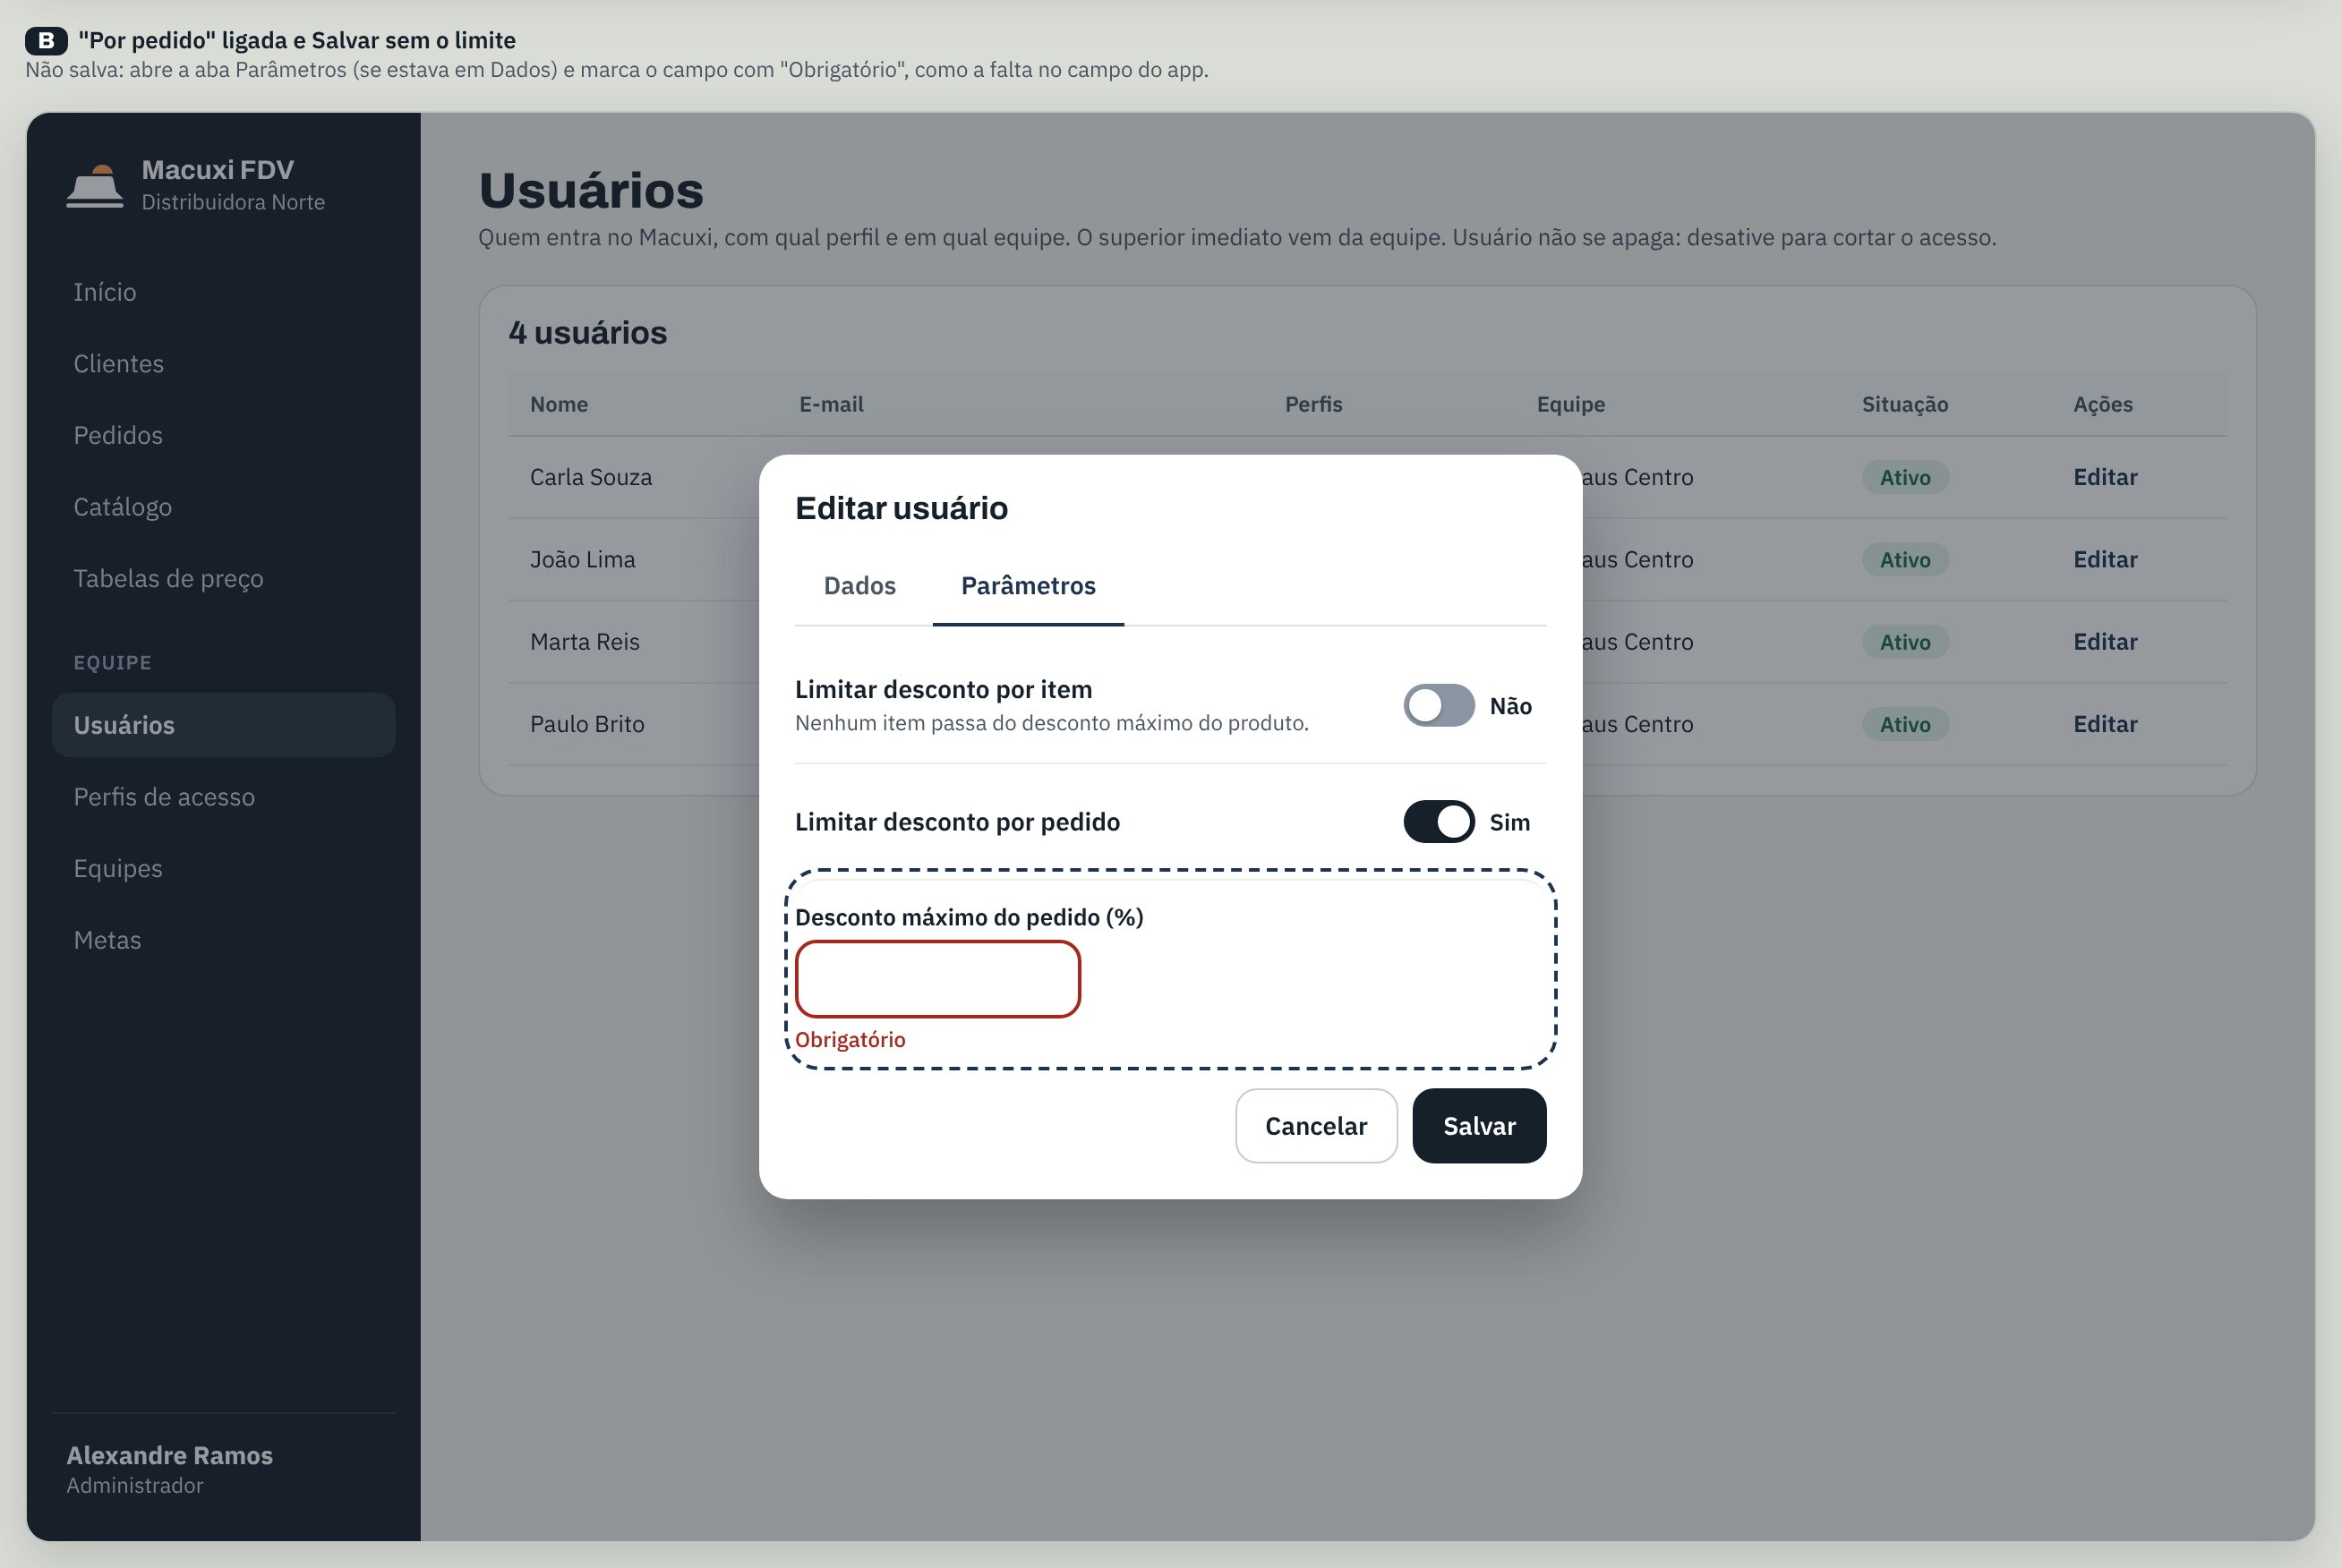 B "Por pedido" ligada e Salvar sem o limite
Não salva: abre a aba Parâmetros (se estava em Dados) e marca o campo com "Obrigatório", como a falta no campo do app.
Macuxi FDV
Distribuidora Norte
Início
Clientes
Pedidos
Catálogo
Tabelas de preço
EQUIPE
Usuários
Perfis de acesso
Equipes
Metas
Alexandre Ramos
Administrador
Usuários
Quem entra no Macuxi, com qual perfil e em qual equipe. O superior imediato vem da equipe. Usuário não se apaga: desative para cortar o acesso.
4 usuários
Nome E-mail Perfis Equipe Situação Ações
Carla Souza aus Centro Ativo Editar
João Lima aus Centro Ativo Editar
Marta Reis aus Centro Ativo Editar
Paulo Brito aus Centro Ativo Editar
Editar usuário
Dados Parâmetros
Limitar desconto por item
Nenhum item passa do desconto máximo do produto.
Não
Limitar desconto por pedido
Sim
Desconto máximo do pedido (%)
Obrigatório
Cancelar Salvar